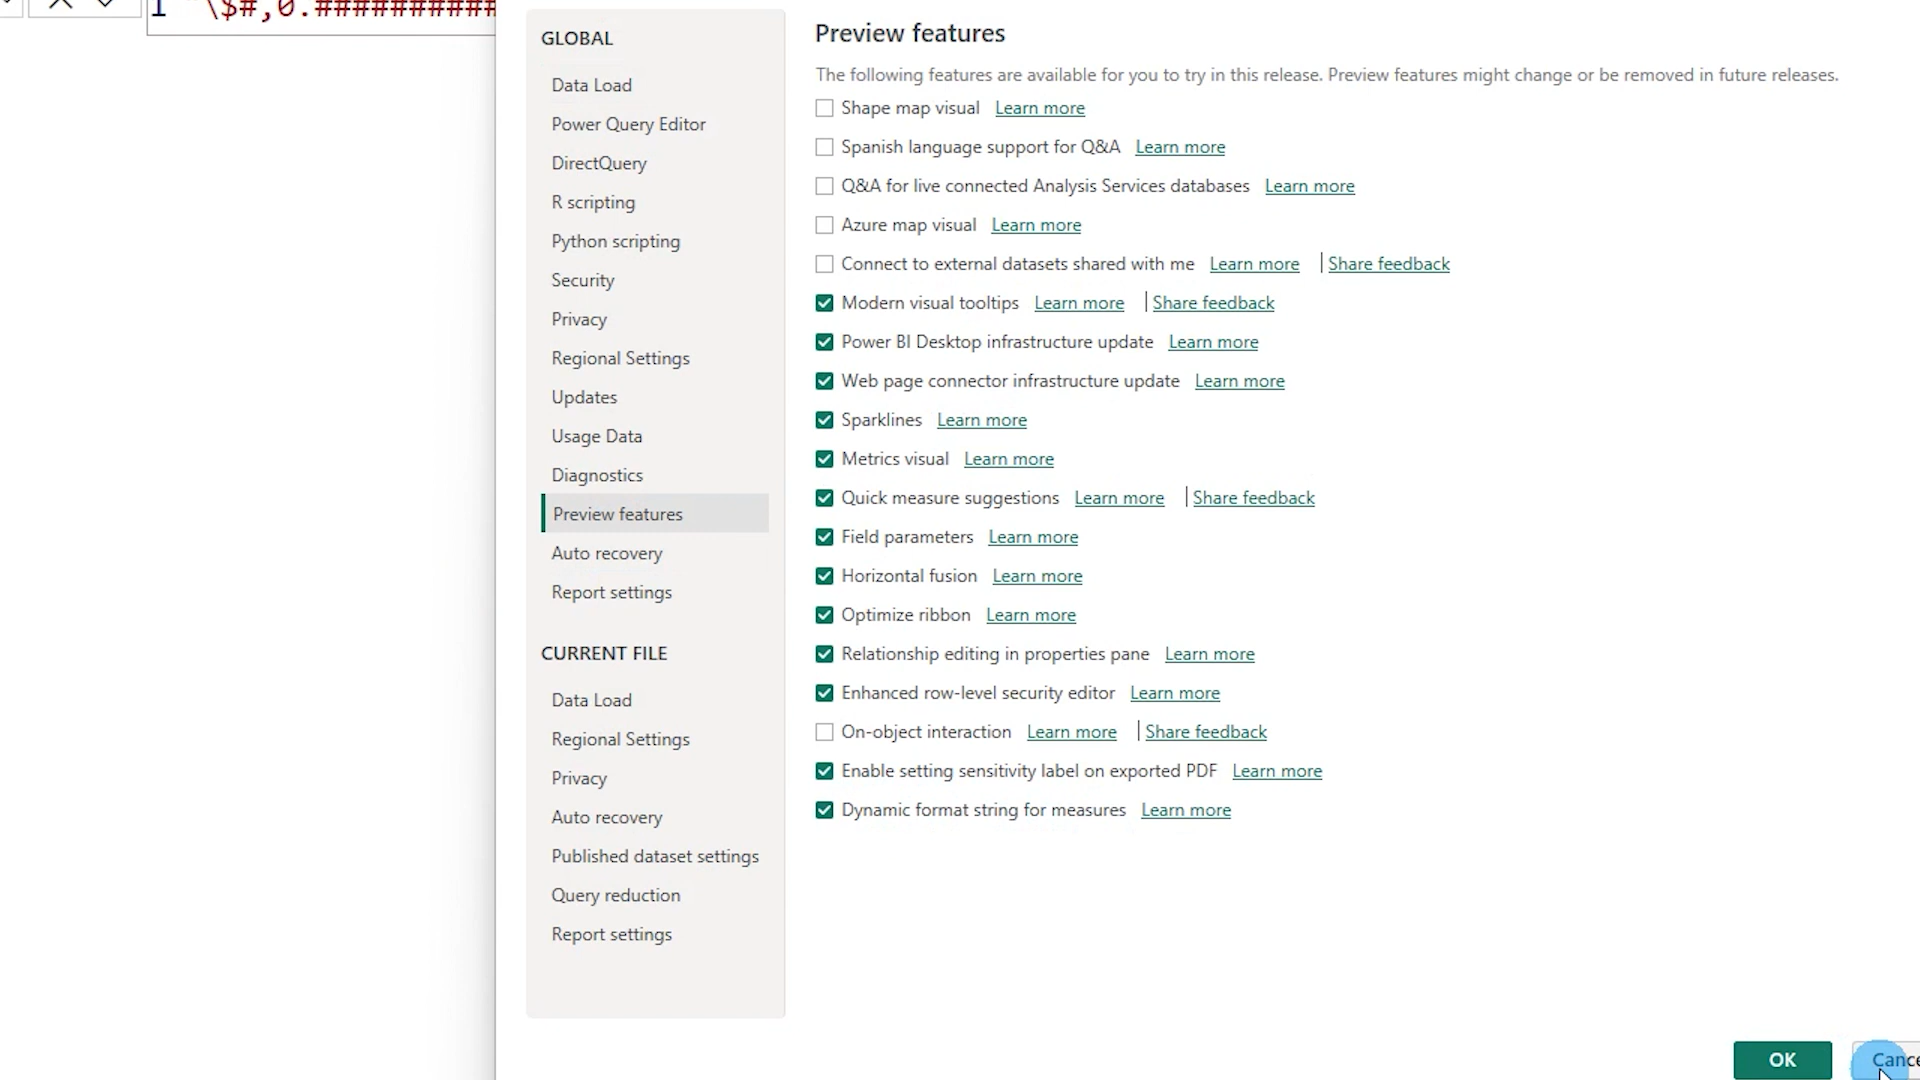 1 "\$#,0.###########
GLOBAL
Data Load
Power Query Editor
DirectQuery
R scripting
Python scripting
Security
Privacy
Regional Settings
Updates
Usage Data
Diagnostics
Preview features
Auto recovery
Report settings
CURRENT FILE
Data Load
Regional Settings
Privacy
Auto recovery
Published dataset settings
Query reduction
Report settings
Preview features
The following features are available for you to try in this release. Preview features might change or be removed in future releases.
Shape map visual Learn more
Spanish language support for Q&A Learn more
Q&A for live connected Analysis Services databases Learn more
Azure map visual Learn more
Connect to external datasets shared with me Learn more | Share feedback
Modern visual tooltips Learn more | Share feedback
Power BI Desktop infrastructure update Learn more
Web page connector infrastructure update Learn more
Sparklines Learn more
Metrics visual Learn more
Quick measure suggestions Learn more | Share feedback
Field parameters Learn more
Horizontal fusion Learn more
Optimize ribbon Learn more
Relationship editing in properties pane Learn more
Enhanced row-level security editor Learn more
On-object interaction Learn more | Share feedback
Enable setting sensitivity label on exported PDF Learn more
Dynamic format string for measures Learn more
OK Cance